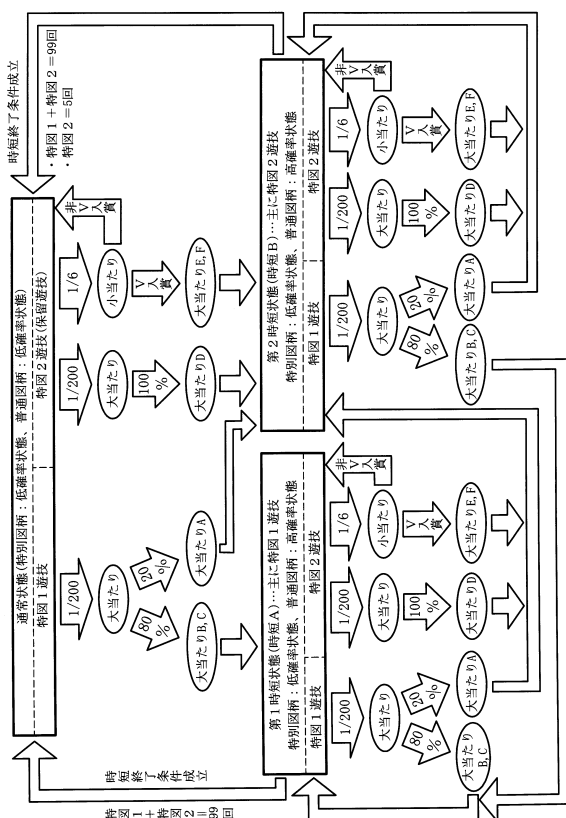 通常状態(特別図柄：低確率状態、普通図柄：低確率状態)
特図1遊技
特図2遊技(保留遊技)
1/200
大当たり
80%
20%
大当たりB,C
大当たりA
1/200
大当たり
100%
大当たりD
1/6
小当たり
V入賞
大当たりE,F
非V入賞
時短終了条件成立
・特図1＋特図2＝99回
・特図2＝5回
時短終了条件成立
特図1＋特図2＝99回
第1時短状態(時短A)…主に特図1遊技
特別図柄：低確率状態、普通図柄：高確率状態
特図1遊技
特図2遊技
1/200
大当たり
80%
20%
大当たり
B,C
大当たりA
1/200
大当たり
100%
大当たりD
1/6
小当たり
V入賞
大当たりE,F
非V入賞
第2時短状態(時短B)…主に特図2遊技
特別図柄：低確率状態、普通図柄：高確率状態
特図1遊技
特図2遊技
1/200
大当たり
80%
20%
大当たりB,C
大当たりA
1/200
大当たり
100%
大当たりD
1/6
小当たり
V入賞
大当たりE,F
非V入賞